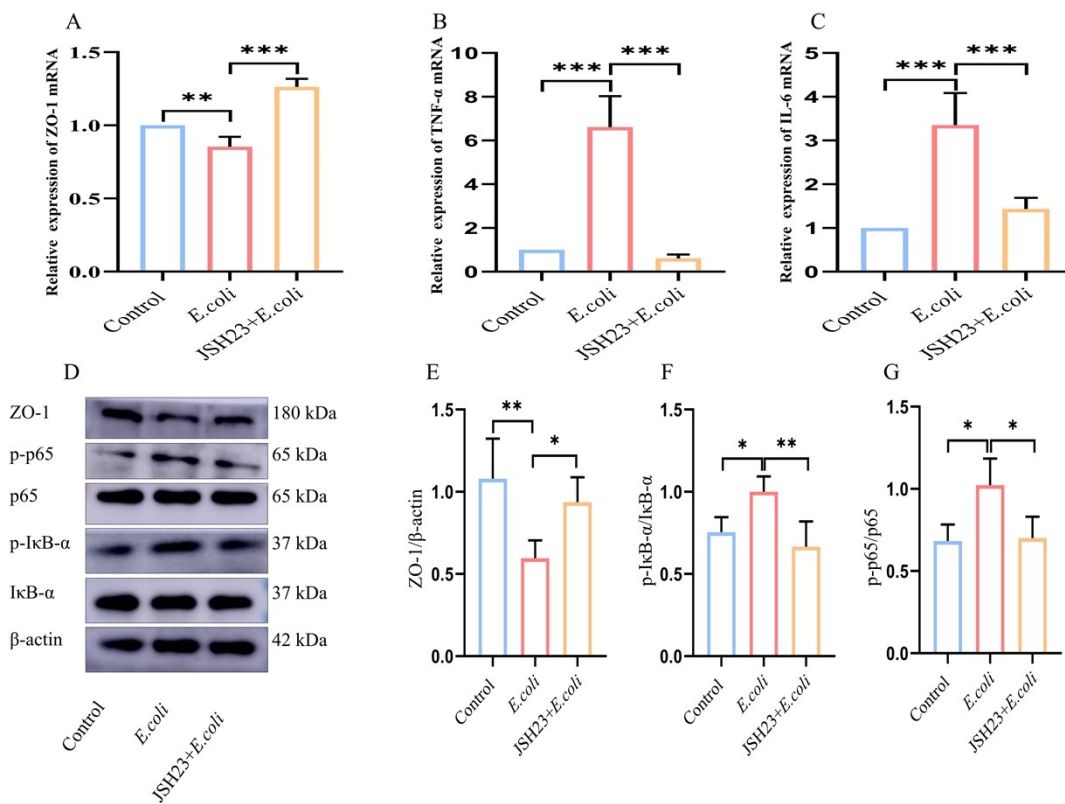 A
Relative expression of ZO-1 mRNA
1.5
1.0
0.5
0.0
**
***
Control
E.coli
JSH23+E.coli
B
Relative expression of TNF-α mRNA
10
8
6
4
2
0
***
***
Control
E.coli
JSH23+E.coli
C
Relative expression of IL-6 mRNA
5
4
3
2
1
0
***
***
Control
E.coli
JSH23+E.coli
D
ZO-1 180 kDa
p-p65 65 kDa
p65 65 kDa
p-IκB-α 37 kDa
IκB-α 37 kDa
β-actin 42 kDa
Control
E.coli
JSH23+E.coli
E
ZO-1/β-actin
1.5
1.0
0.5
0.0
**
*
Control
E.coli
JSH23+E.coli
F
p-IκB-α/IκB-α
1.5
1.0
0.5
0.0
*
**
Control
E.coli
JSH23+E.coli
G
p-p65/p65
1.5
1.0
0.5
0.0
*
*
Control
E.coli
JSH23+E.coli